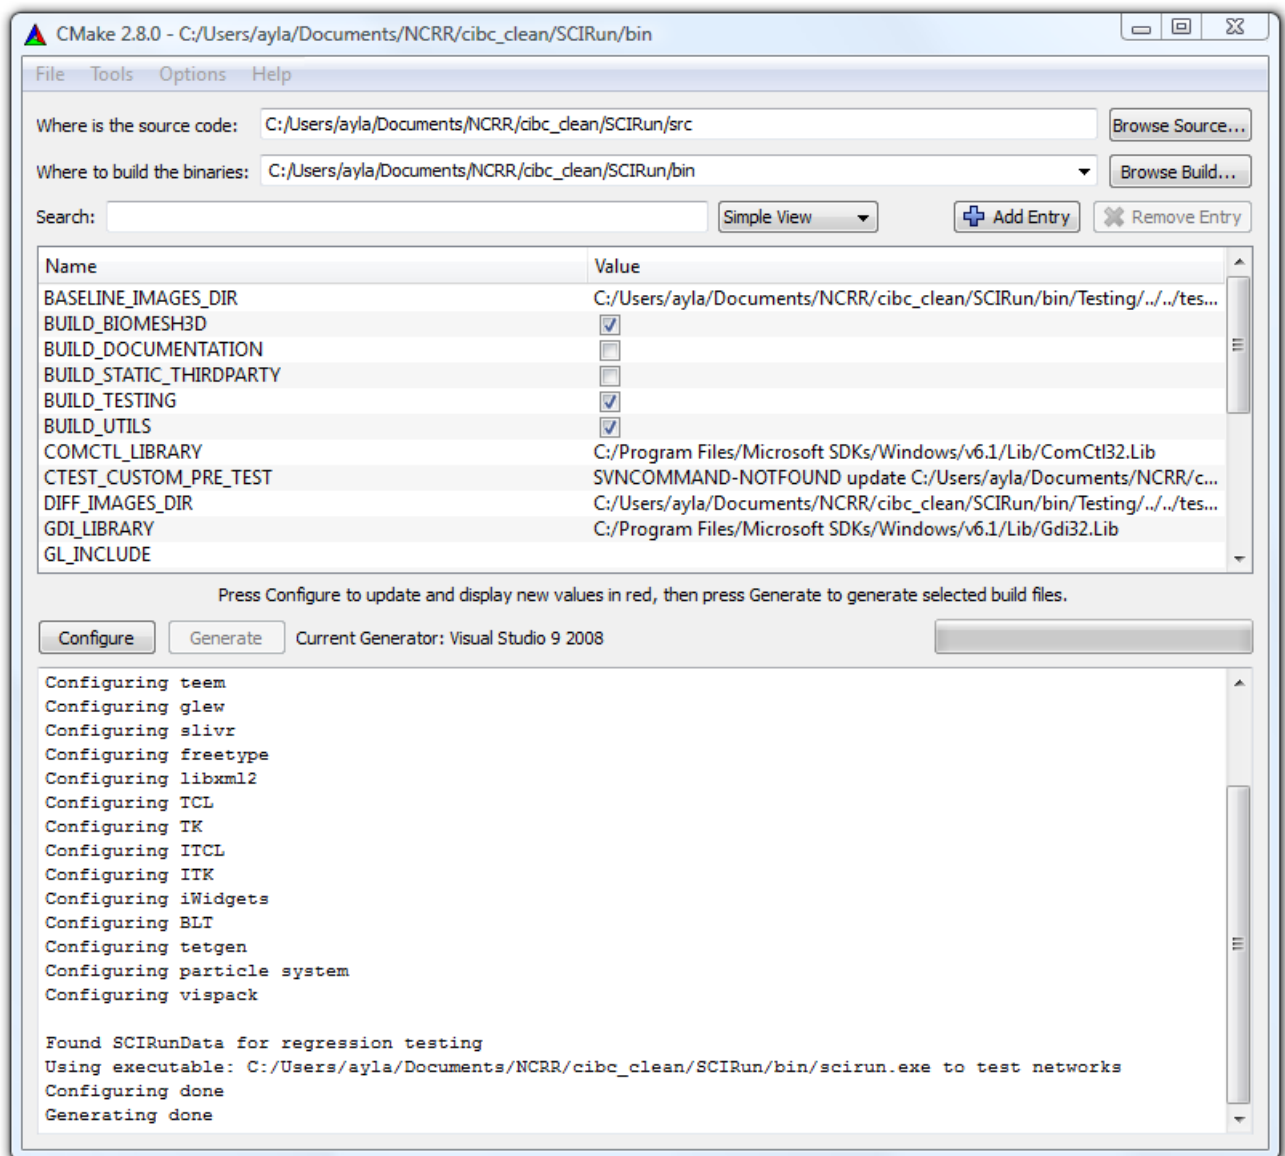 CMake 2.8.0 - C:/Users/ayla/Documents/NCRR/cibc_clean/SCIRun/bin
File Tools Options Help
Where is the source code: C:/Users/ayla/Documents/NCRR/cibc_clean/SCIRun/src Browse Source...
Where to build the binaries: C:/Users/ayla/Documents/NCRR/cibc_clean/SCIRun/bin Browse Build...
Search: Simple View Add Entry Remove Entry
Name Value
BASELINE_IMAGES_DIR C:/Users/ayla/Documents/NCRR/cibc_clean/SCIRun/bin/Testing/../../tes...
BUILD_BIOMESH3D
BUILD_DOCUMENTATION
BUILD_STATIC_THIRDPARTY
BUILD_TESTING
BUILD_UTILS
COMCTL_LIBRARY C:/Program Files/Microsoft SDKs/Windows/v6.1/Lib/ComCtl32.Lib
CTEST_CUSTOM_PRE_TEST SVNCOMMAND-NOTFOUND update C:/Users/ayla/Documents/NCRR/c...
DIFF_IMAGES_DIR C:/Users/ayla/Documents/NCRR/cibc_clean/SCIRun/bin/Testing/../../tes...
GDI_LIBRARY C:/Program Files/Microsoft SDKs/Windows/v6.1/Lib/Gdi32.Lib
GL_INCLUDE
Press Configure to update and display new values in red, then press Generate to generate selected build files.
Configure Generate Current Generator: Visual Studio 9 2008
Configuring teem
Configuring glew
Configuring slivr
Configuring freetype
Configuring libxml2
Configuring TCL
Configuring TK
Configuring ITCL
Configuring ITK
Configuring iWidgets
Configuring BLT
Configuring tetgen
Configuring particle system
Configuring vispack
Found SCIRunData for regression testing
Using executable: C:/Users/ayla/Documents/NCRR/cibc_clean/SCIRun/bin/scirun.exe to test networks
Configuring done
Generating done